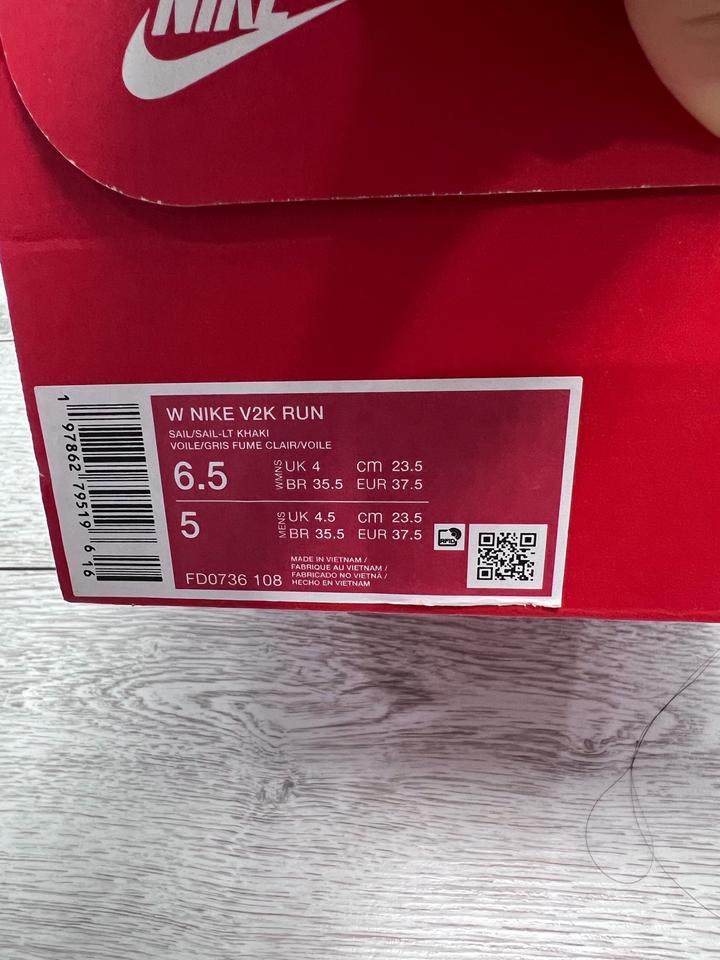 NIKE
W NIKE V2K RUN
SAIL/SAIL-LT KHAKI
VOILE/GRIS FUME CLAIR/VOILE
6.5 WMNS UK 4 CM 23.5
BR 35.5 EUR 37.5
5 MENS UK 4.5 CM 23.5
BR 35.5 EUR 37.5
FD0736 108
MADE IN VIETNAM /
FABRIQUE AU VIETNAM /
FABRICADO NO VIETNÃ /
HECHO EN VIETNAM
RFID
1 97862 79519 6 16